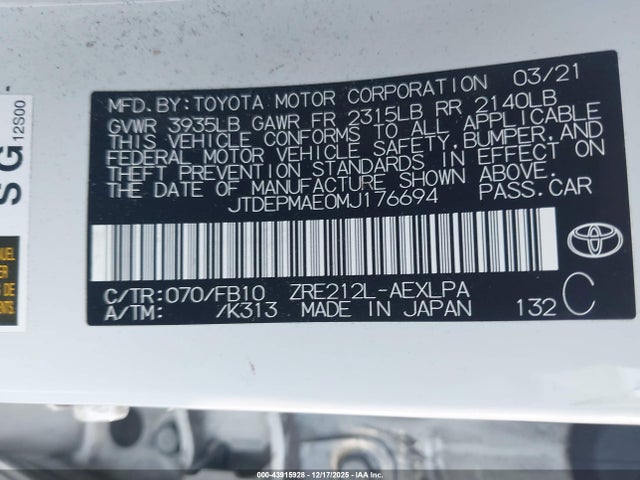 MFD.BY:TOYOTA MOTOR CORPORATION 03/21
GVWR 3935LB GAWR FR 2315LB RR 2140LB
THIS VEHICLE CONFORMS TO ALL APPLICABLE
FEDERAL MOTOR VEHICLE SAFETY,BUMPER,AND
THEFT PREVENTION STANDARDS IN EFFECT ON
THE DATE OF MANUFACTURE SHOWN ABOVE.
JTDEPMAE0MJ176694 PASS.CAR
C/TR:070/FB10 ZRE212L-AEXLPA
A/TM: /K313 MADE IN JAPAN 132 C
SG
12S00
000-43915928 - 12/17/2025 - IAA Inc.